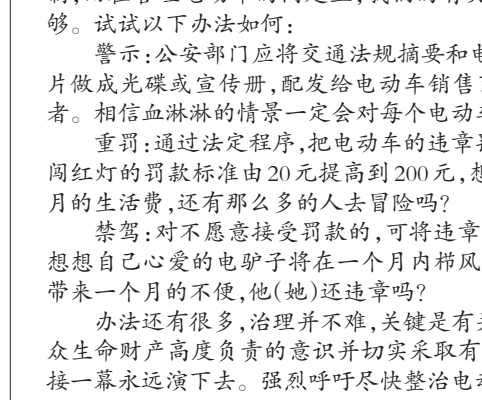 够。试试以下办法如何：
警示：公安部门应将交通法规摘要和电
片做成光碟或宣传册，配发给电动车销售
者。相信血淋淋的情景一定会对每个电动车
重罚：通过法定程序，把电动车的违章
闯红灯的罚款标准由20元提高到200元，想
月的生活费，还有那么多的人去冒险吗？
禁驾：对不愿意接受罚款的，可将违章
想想自己心爱的电驴子将在一个月内栉风
带来一个月的不便，他(她)还违章吗？
办法还有很多，治理并不难，关键是有关
众生命财产高度负责的意识并切实采取有
接一幕永远演下去。强烈呼吁尽快整治电动